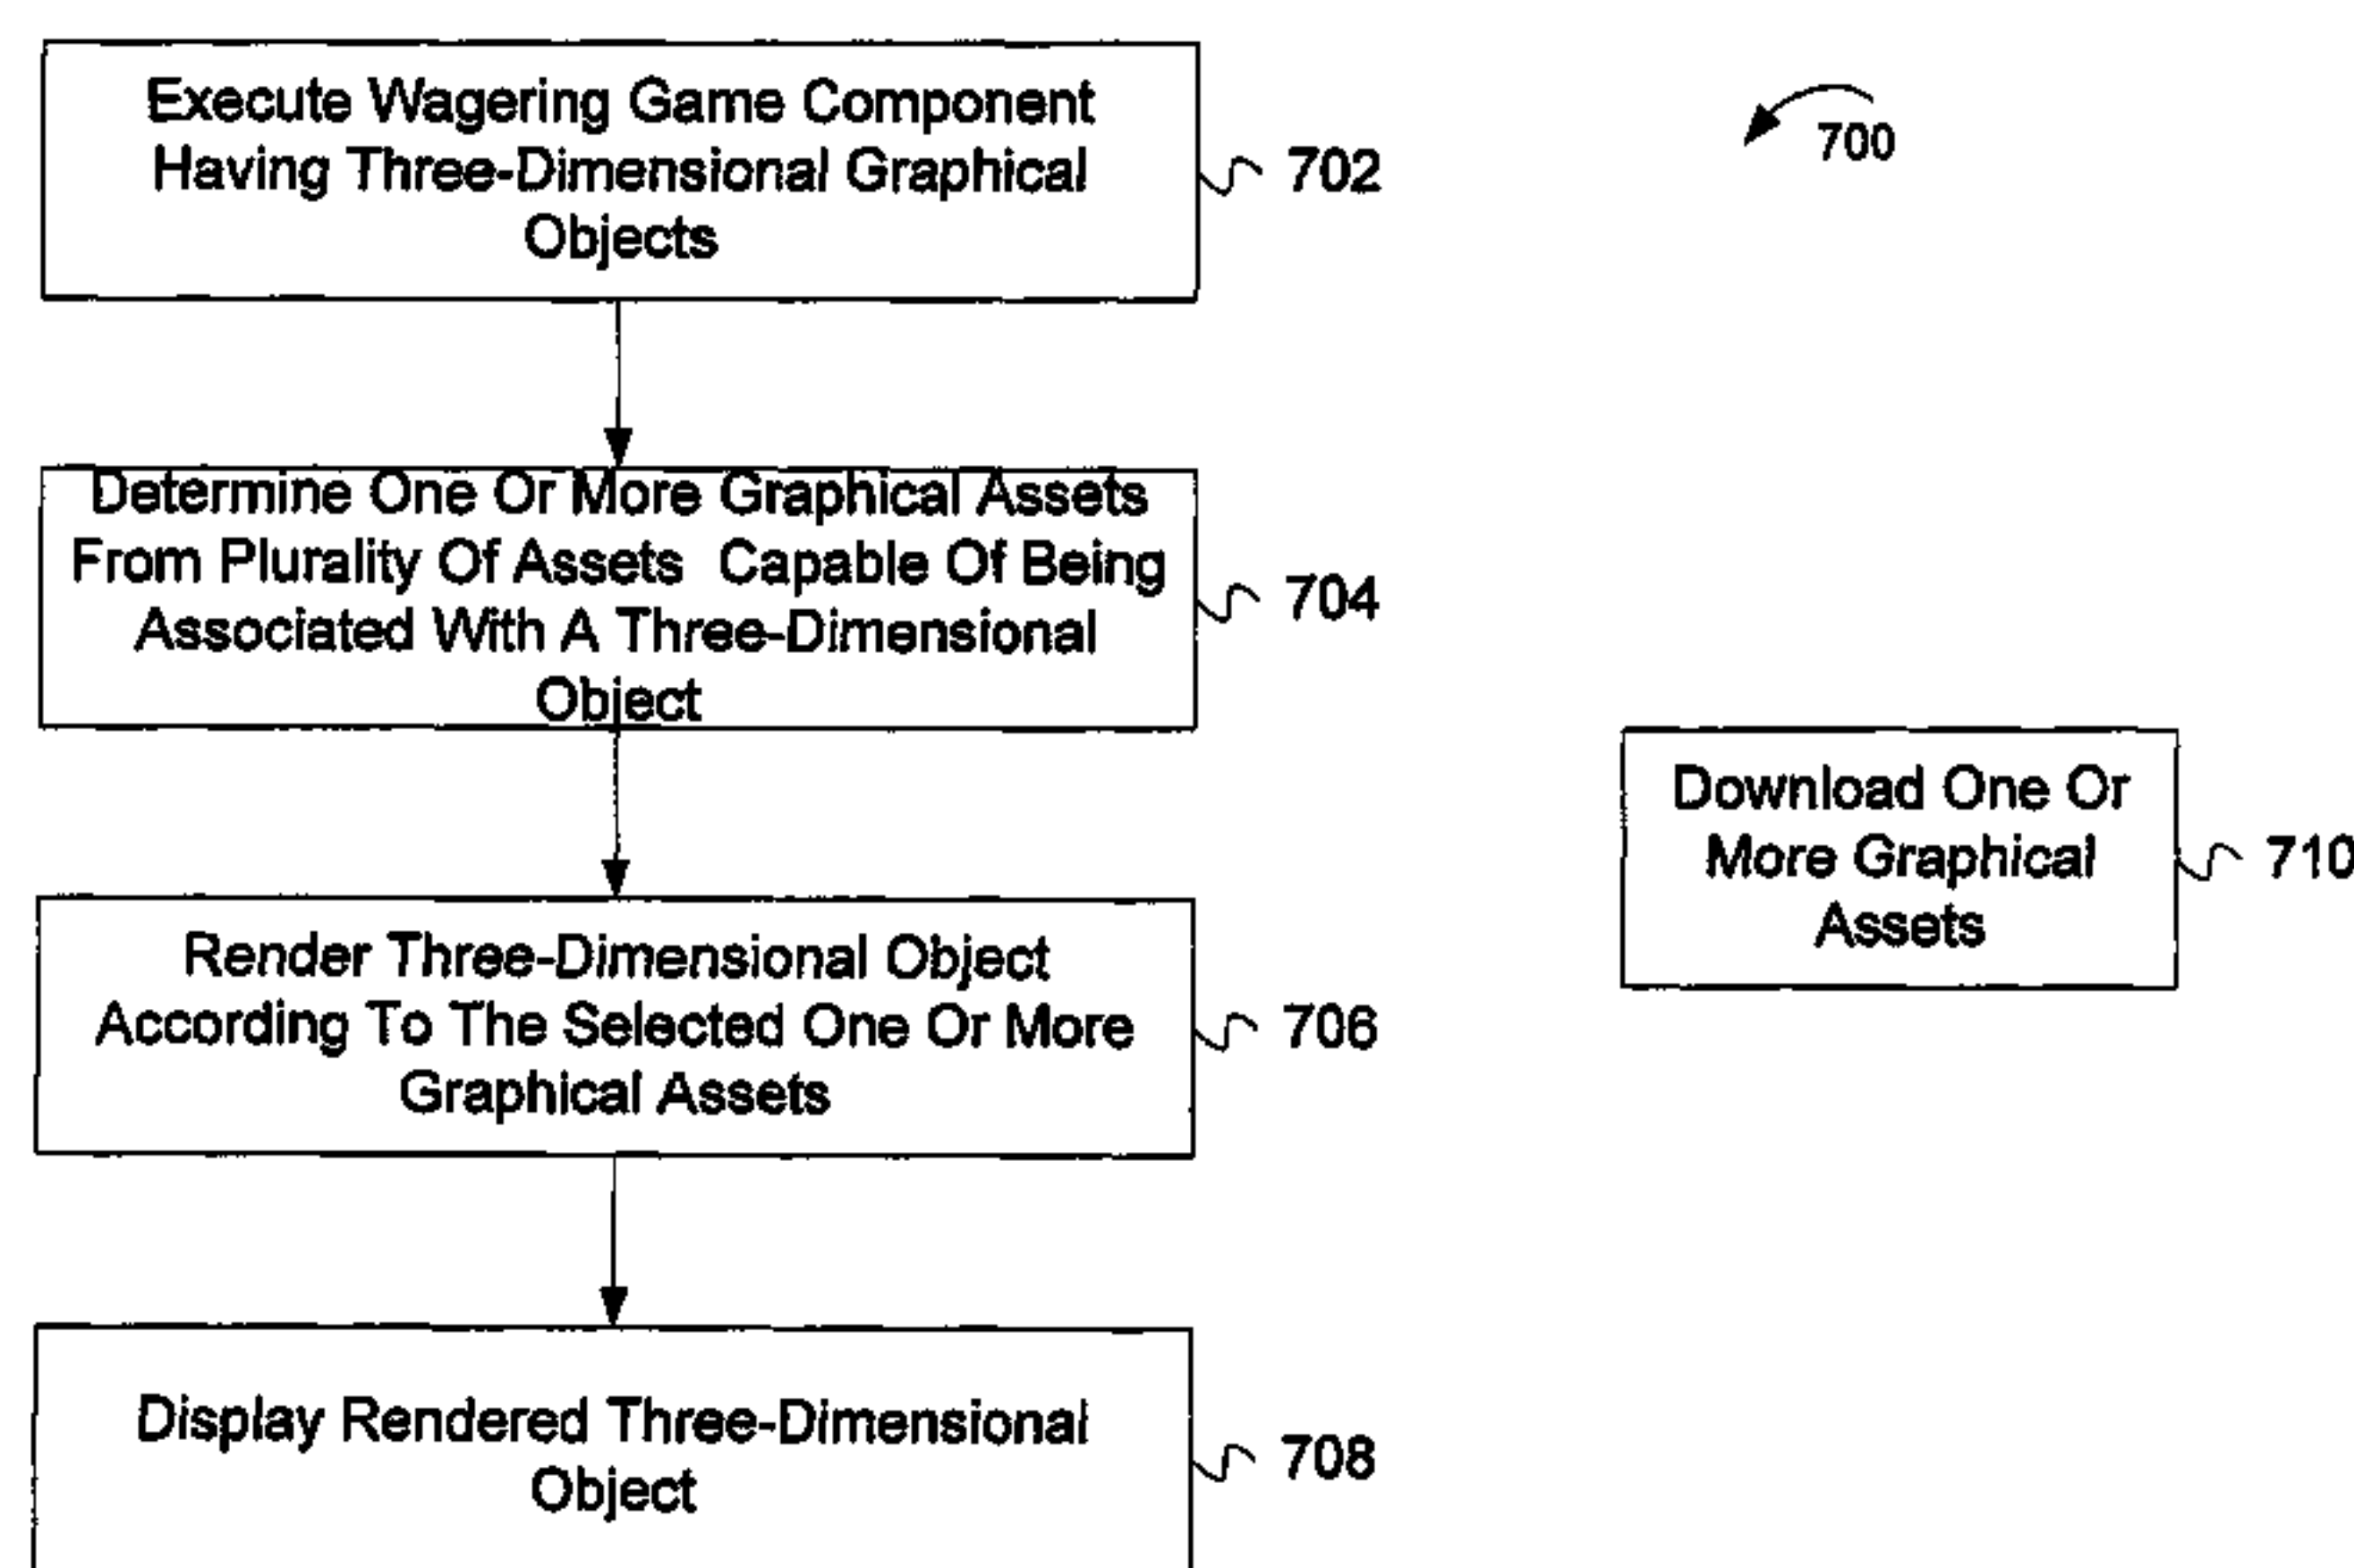 Execute Wagering Game Component
Having Three-Dimensional Graphical
Objects
702
700
Determine One Or More Graphical Assets
From Plurality Of Assets Capable Of Being
Associated With A Three-Dimensional
Object
704
Download One Or
More Graphical
Assets
710
Render Three-Dimensional Object
According To The Selected One Or More
Graphical Assets
706
Display Rendered Three-Dimensional
Object
708